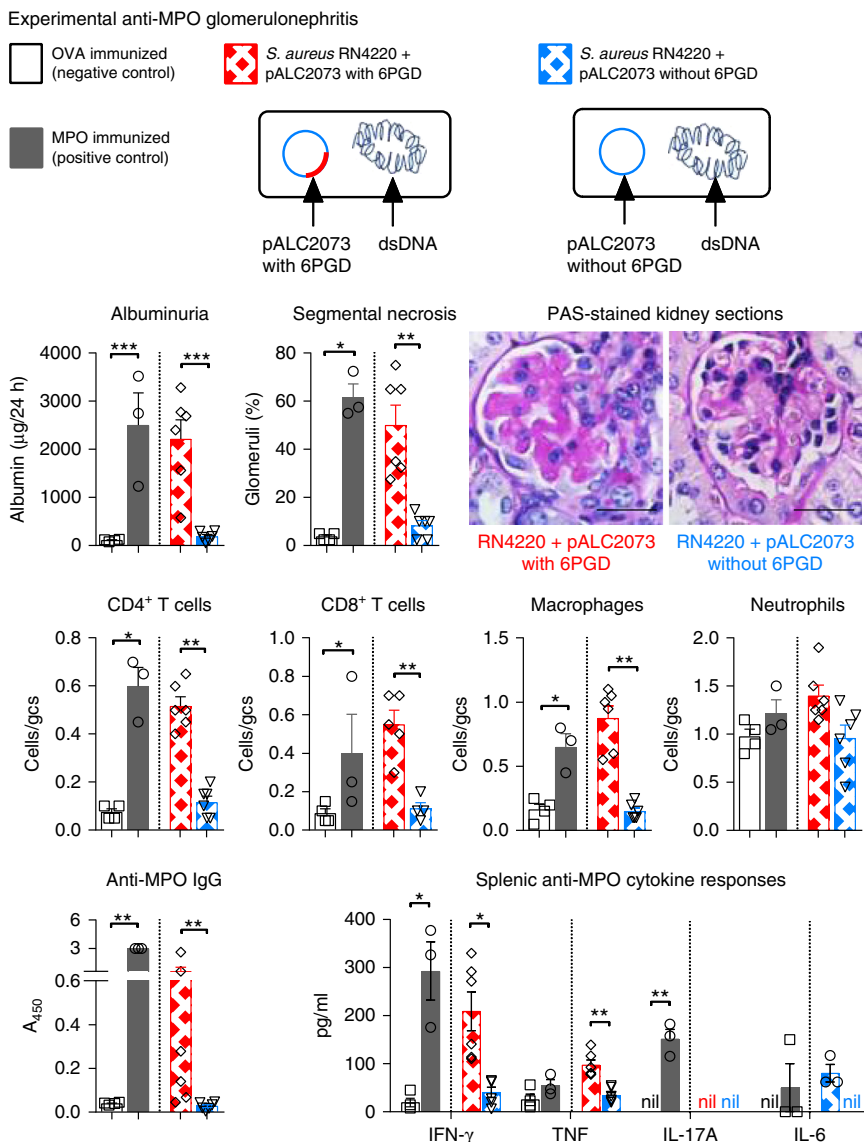 Experimental anti-MPO glomerulonephritis
OVA immunized
(negative control)
S. aureus RN4220 +
pALC2073 with 6PGD
S. aureus RN4220 +
pALC2073 without 6PGD
MPO immunized
(positive control)
pALC2073
with 6PGD
dsDNA
pALC2073
without 6PGD
dsDNA
Albuminuria
Segmental necrosis
PAS-stained kidney sections
Albumin (µg/24 h)
4000
3000
2000
1000
0
***
***
Glomeruli (%)
80
60
40
20
0
*
**
RN4220 + pALC2073
with 6PGD
RN4220 + pALC2073
without 6PGD
CD4+ T cells
CD8+ T cells
Macrophages
Neutrophils
Cells/gcs
0.8
0.6
0.4
0.2
0.0
*
**
Cells/gcs
1.0
0.8
0.6
0.4
0.2
0.0
*
**
Cells/gcs
1.5
1.0
0.5
0.0
*
**
Cells/gcs
2.0
1.5
1.0
0.5
0.0
Anti-MPO IgG
Splenic anti-MPO cytokine responses
A450
6
3
0.6
0.4
0.2
0.0
**
**
pg/ml
400
300
200
100
0
*
*
**
**
nil
nil nil
nil
nil
IFN-γ
TNF
IL-17A
IL-6